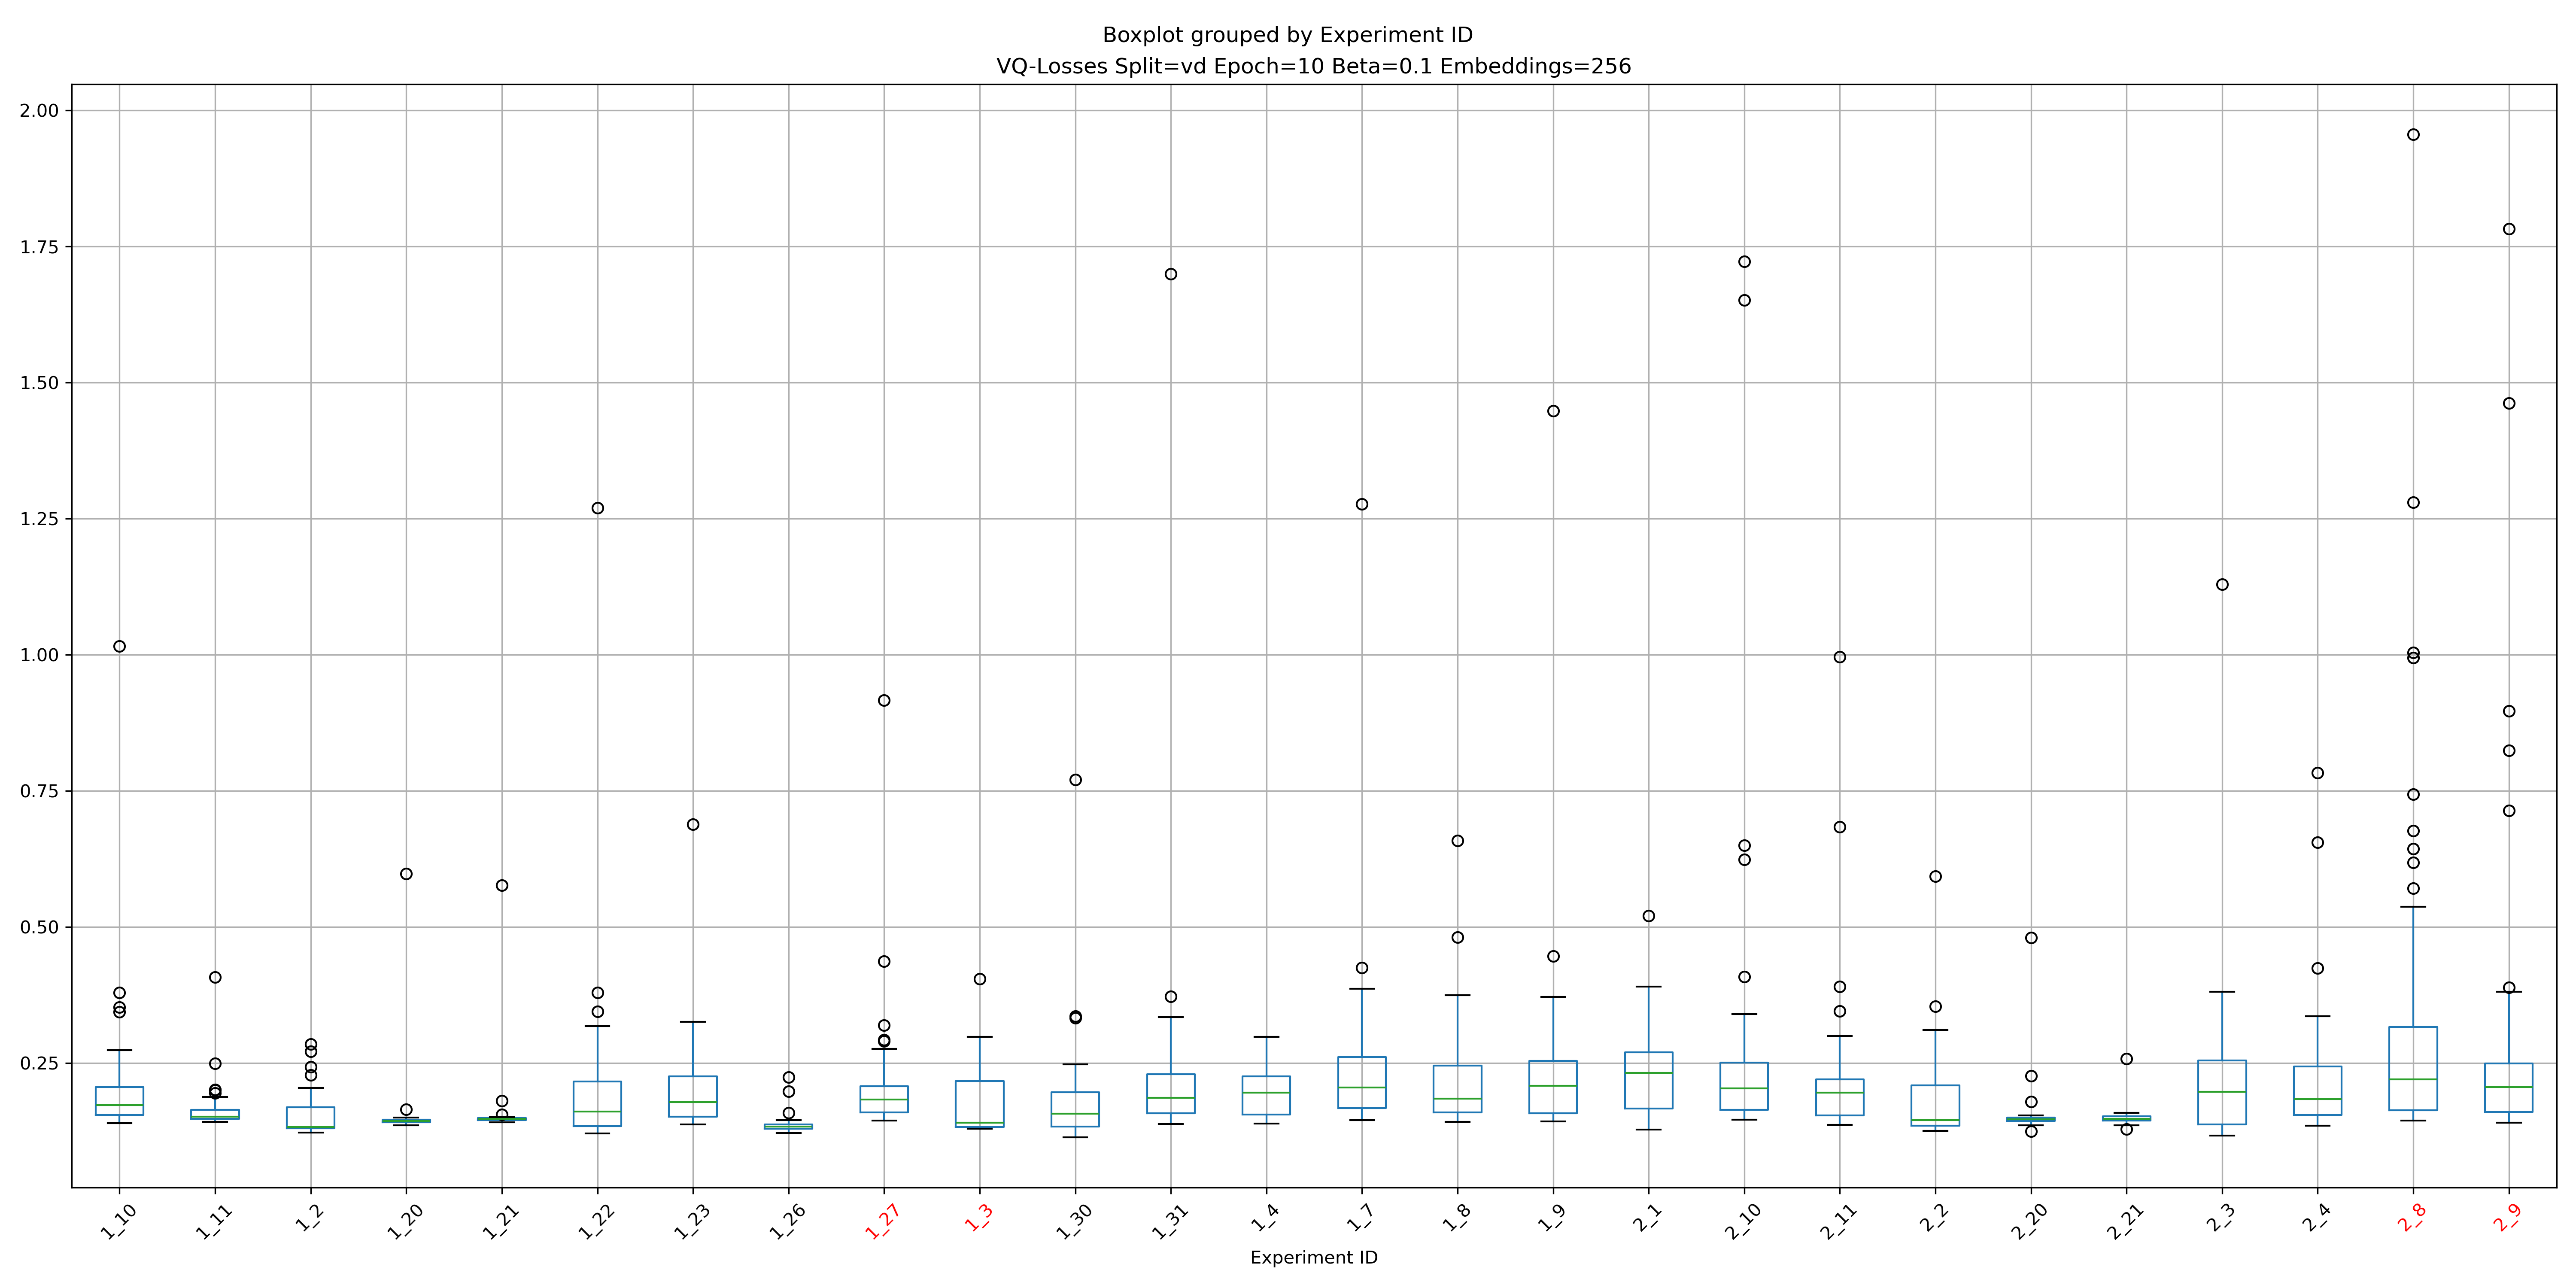 Boxplot grouped by Experiment ID
VQ-Losses Split=vd Epoch=10 Beta=0.1 Embeddings=256
2.00
1.75
1.50
1.25
1.00
0.75
0.50
0.25
1_10 1_11 1_2 1_20 1_21 1_22 1_23 1_26 1_27 1_3 1_30 1_31 1_4 1_7 1_8 1_9 2_1 2_10 2_11 2_2 2_20 2_21 2_3 2_4 2_8 2_9
Experiment ID